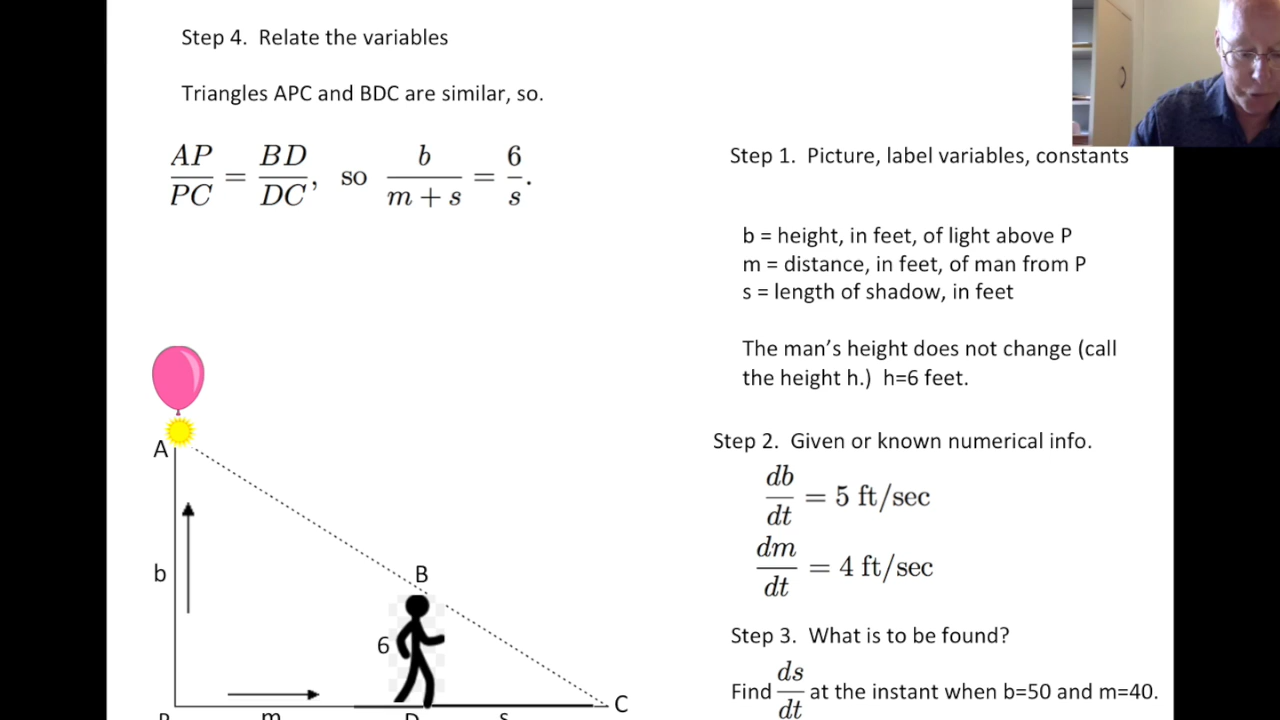 Step 4.  Relate the variables
Triangles APC and BDC are similar, so.
AP/PC = BD/DC, so b/(m + s) = 6/s.
Step 1.  Picture, label variables, constants
b = height, in feet, of light above P
m = distance, in feet, of man from P
s = length of shadow, in feet
The man's height does not change (call
the height h.)  h=6 feet.
Step 2.  Given or known numerical info.
db/dt = 5 ft/sec
dm/dt = 4 ft/sec
Step 3.  What is to be found?
Find ds/dt at the instant when b=50 and m=40.
A
b
B
6
C
P
m
D
s